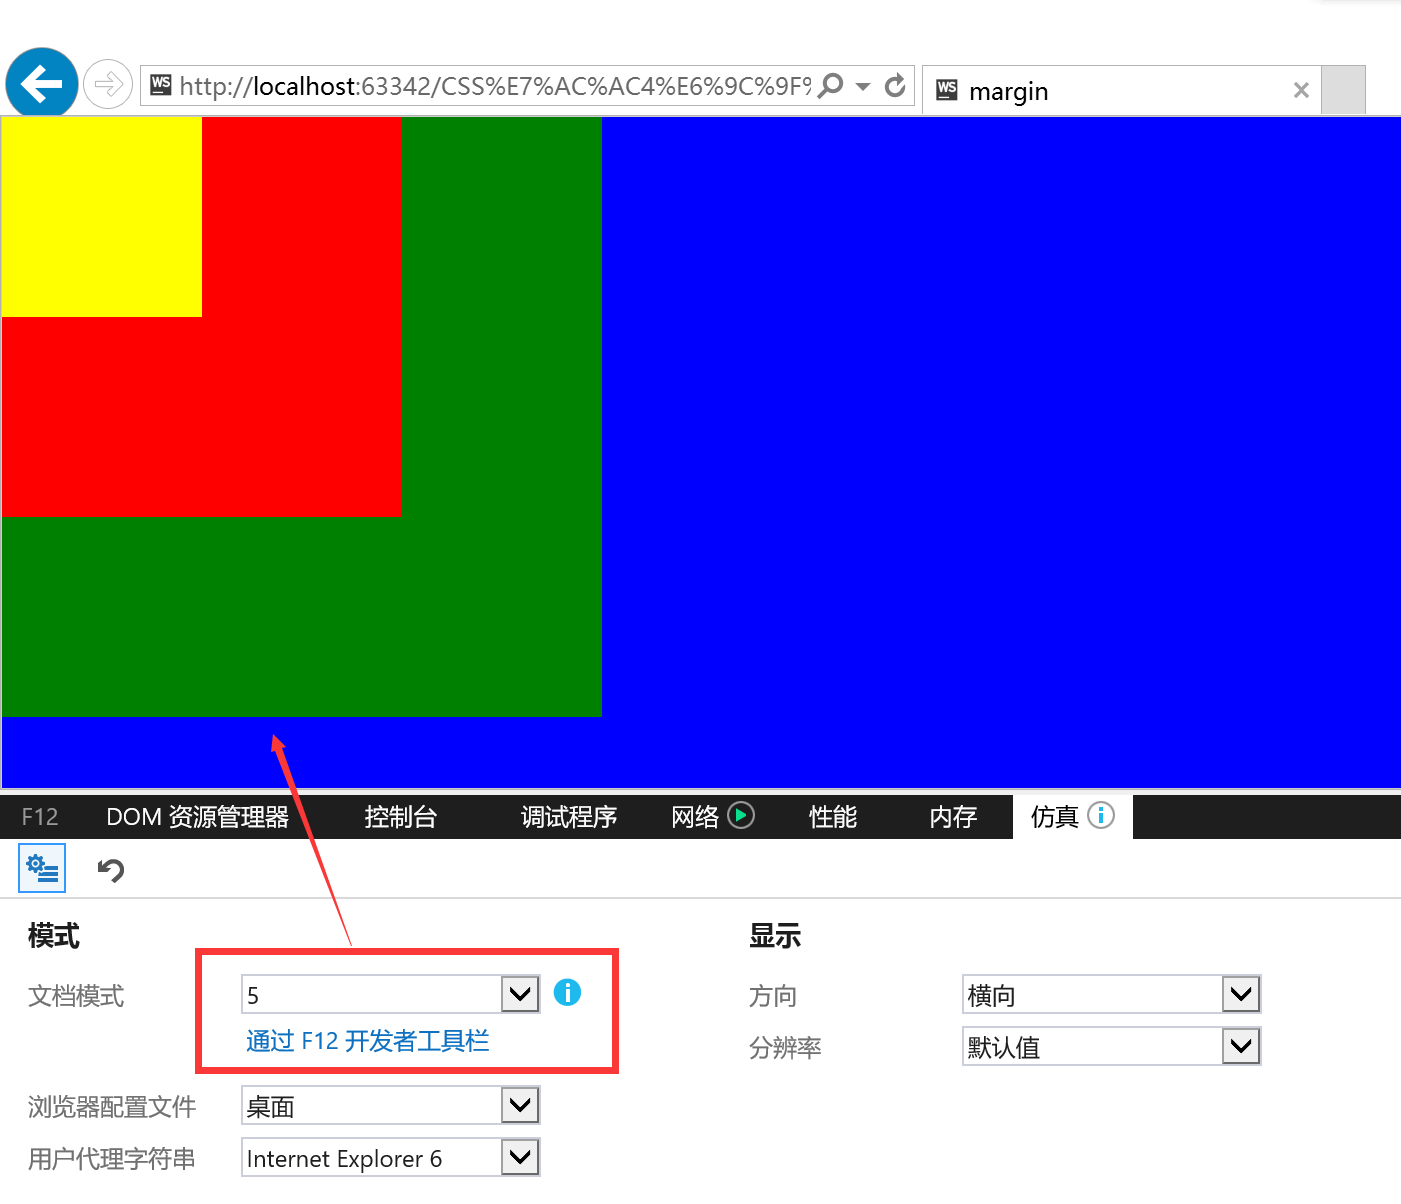 WS http://localhost:63342/CSS%E7%AC%AC4%E6%9C%9F%
WS margin
F12 DOM 资源管理器 控制台 调试程序 网络 性能 内存 仿真
模式 显示
文档模式 5 方向 横向
通过 F12 开发者工具栏 分辨率 默认值
浏览器配置文件 桌面
用户代理字符串 Internet Explorer 6